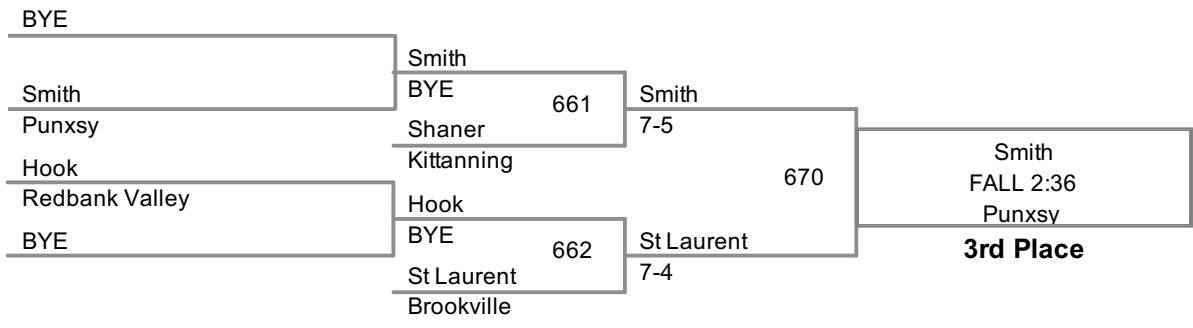 BYE
Smith
Punxsy
Hook
Redbank Valley
BYE
Smith
BYE
661
Shaner
Kittanning
Hook
BYE
662
St Laurent
Brookville
Smith
7-5
670
St Laurent
7-4
Smith
FALL 2:36
Punxsy
3rd Place